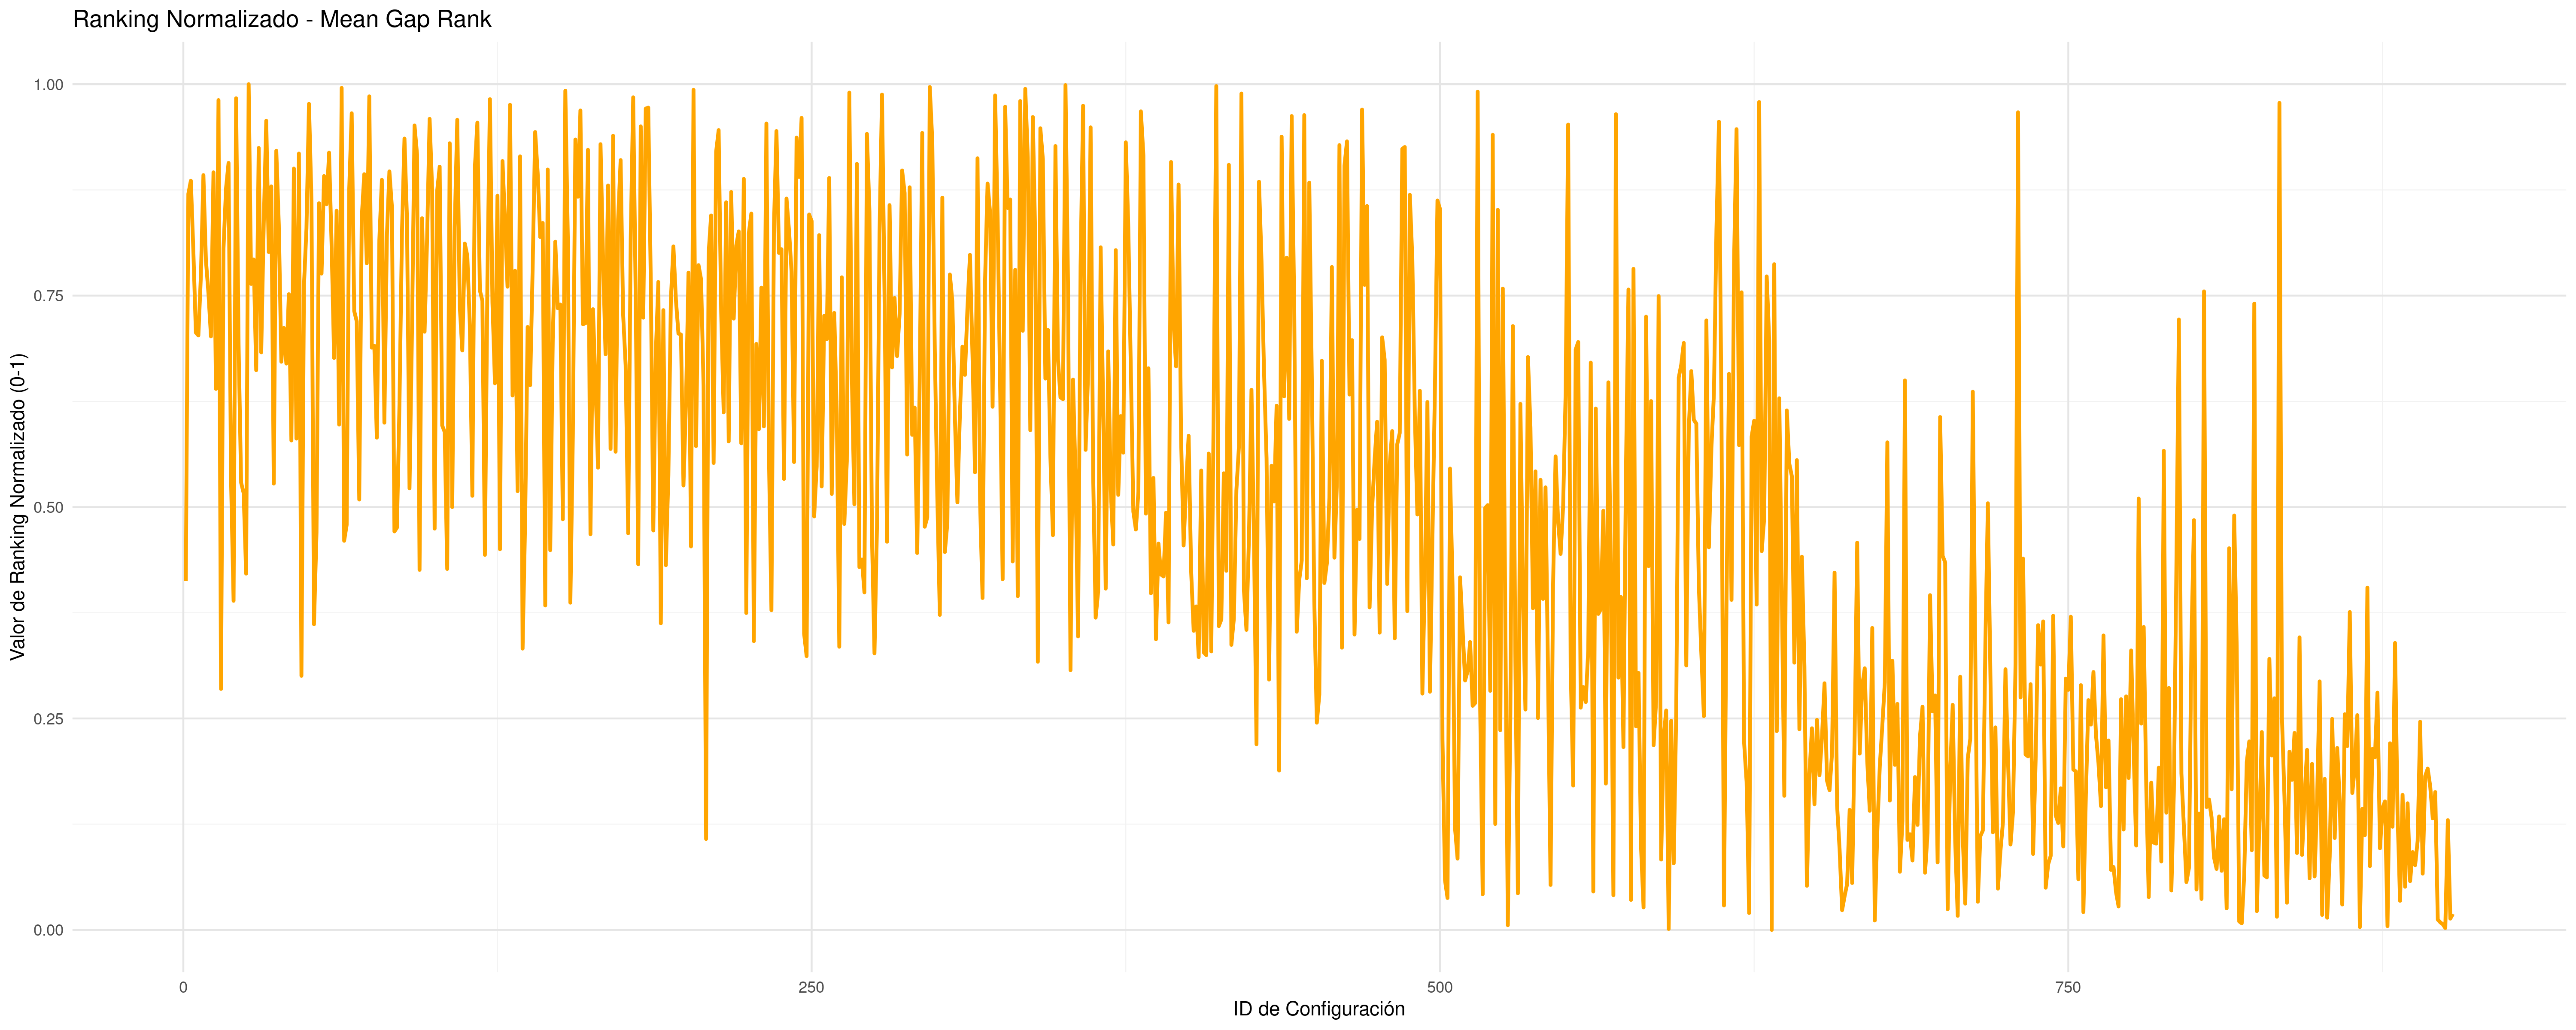 Ranking Normalizado - Mean Gap Rank
Valor de Ranking Normalizado (0-1)
1.00
0.75
0.50
0.25
0.00
0 250 500 750
ID de Configuración